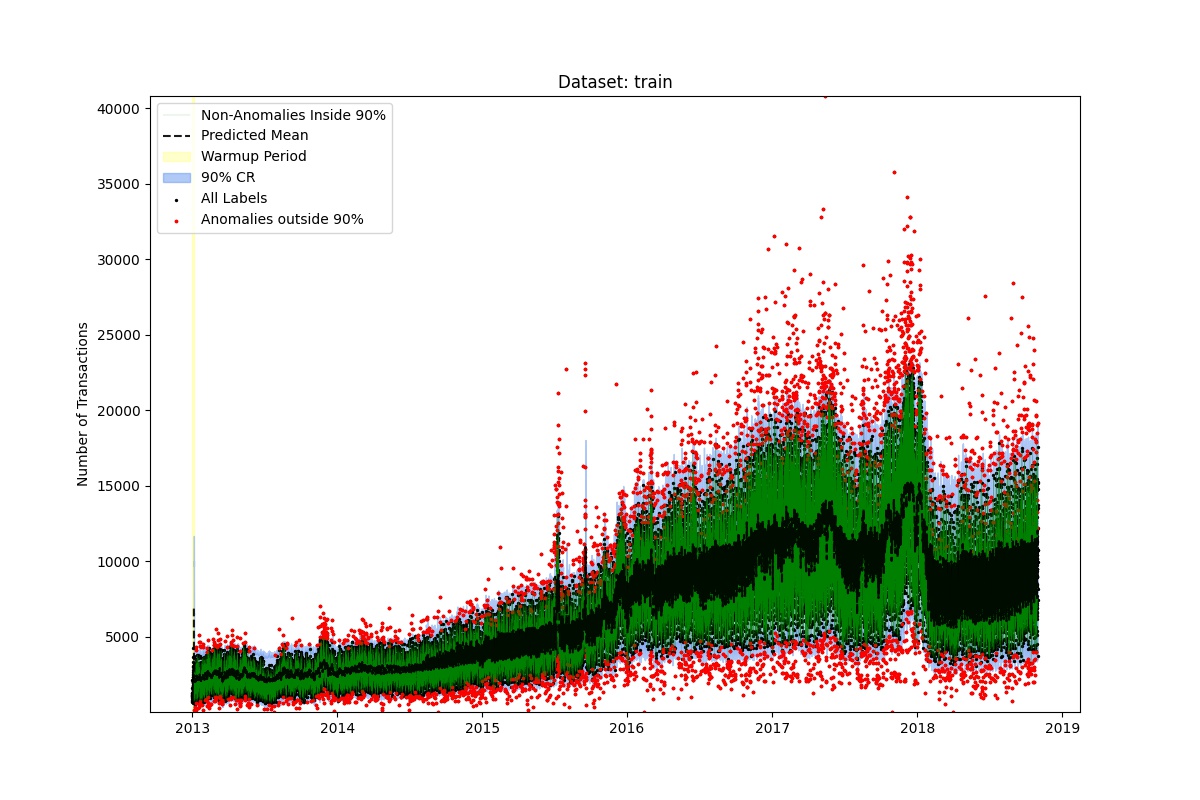 Dataset: train
40000
35000
30000
25000
20000
15000
10000
5000
Number of Transactions
Non-Anomalies Inside 90%
Predicted Mean
Warmup Period
90% CR
All Labels
Anomalies outside 90%
2013
2014
2015
2016
2017
2018
2019